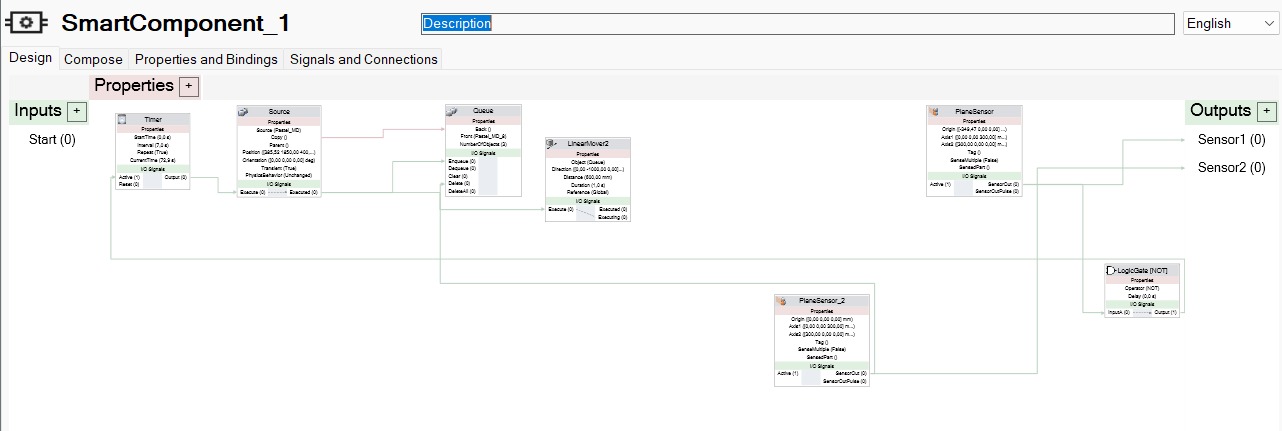 SmartComponent_1
Description
English
Design
Compose
Properties and Bindings
Signals and Connections
Properties +
Inputs +
Outputs +
Start (0)
Sensor1 (0)
Sensor2 (0)
Timer
Properties
StartTime (0,0 s)
Interval (7,0 s)
Repeat (True)
CurrentTime (73,9 s)
I/O Signals
Active (1) Output (0)
Reset (0)
Source
Properties
Source (Pastel_MD)
Copy ()
Parent ()
Position ([385,53 1850,00 400,...)
Orientation ([0,00 0,00 0,00] deg)
Transient (True)
PhysicsBehavior (Unchanged)
I/O Signals
Execute (0) Executed (0)
Queue
Properties
Back ()
Front (Pastel_MD_8)
NumberOfObjects (3)
I/O Signals
Enqueue (0)
Dequeue (0)
Clear (0)
Delete (0)
DeleteAll (0)
LinearMover2
Properties
Object (Queue)
Direction ([0,00 -1000,00 0,00]...)
Distance (600,00 mm)
Duration (1,0 s)
Reference (Global)
I/O Signals
Execute (0) Executed (0)
Executing (0)
PlaneSensor
Properties
Origin ([-349,47 0,00 0,00] ...)
Axis1 ([0,00 0,00 300,00] m...)
Axis2 ([300,00 0,00 0,00] m...)
Tag ()
SenseMultiple (False)
SensedPart ()
I/O Signals
Active (1) SensorOut (0)
SensorOutPulse (0)
LogicGate [NOT]
Properties
Operator (NOT)
Delay (0,0 s)
I/O Signals
InputA (0) Output (1)
PlaneSensor_2
Properties
Origin ([0,00 0,00 0,00] mm)
Axis1 ([0,00 0,00 300,00] m...)
Axis2 ([300,00 0,00 0,00] m...)
Tag ()
SenseMultiple (False)
SensedPart ()
I/O Signals
Active (1) SensorOut (0)
SensorOutPulse (0)